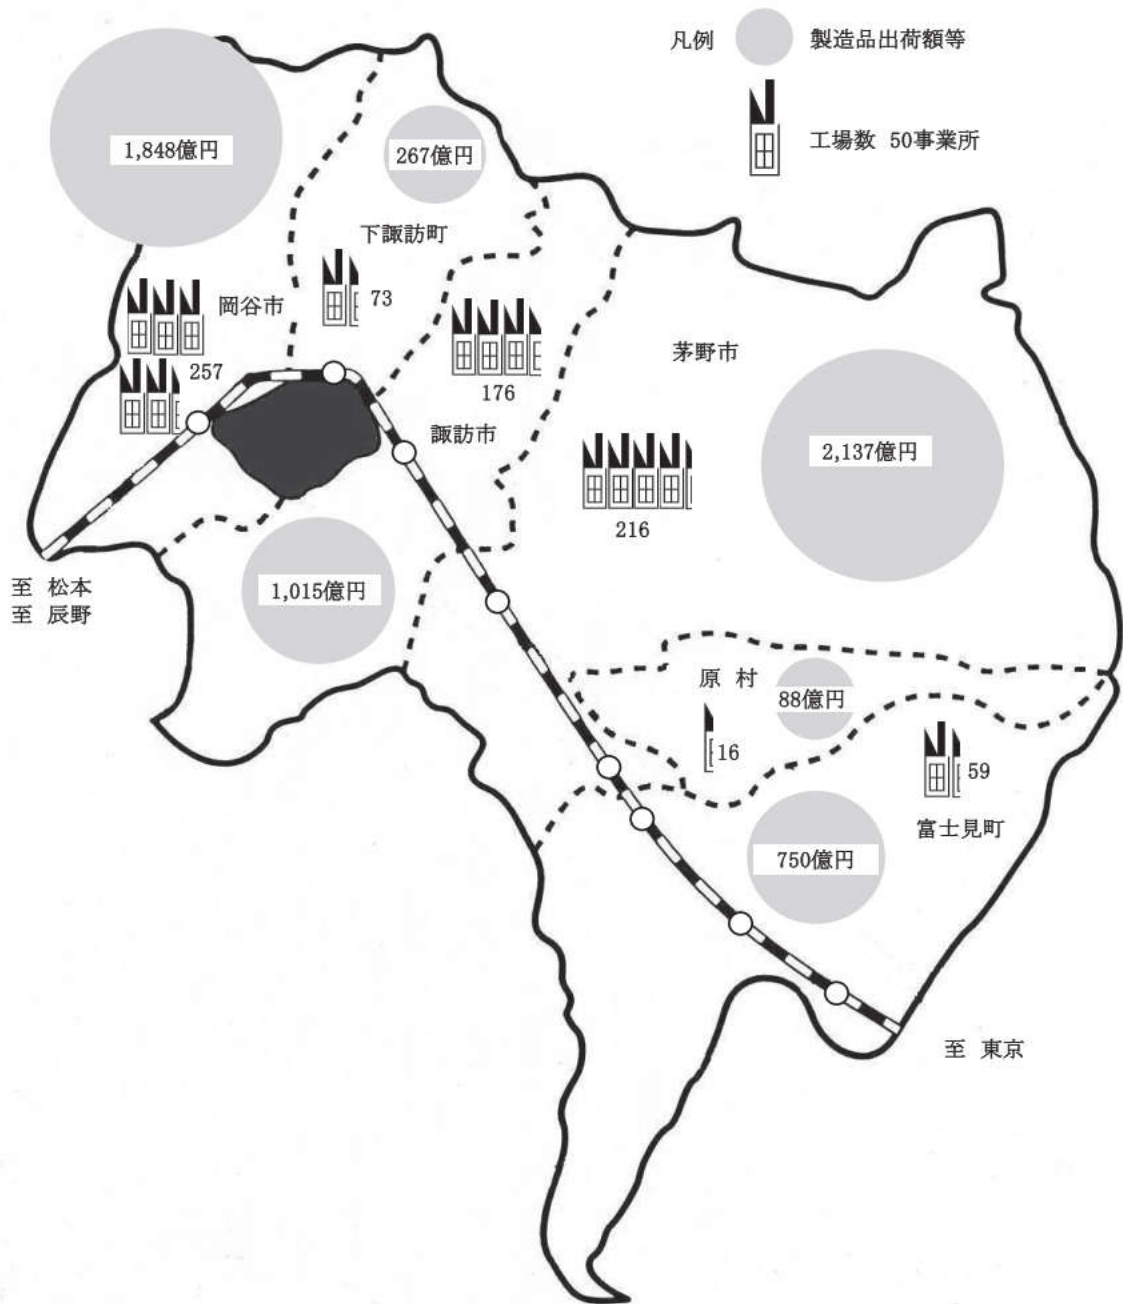 凡例 製造品出荷額等
工場数 50事業所
1,848億円
267億円
下諏訪町
73
岡谷市
257
176
諏訪市
茅野市
2,137億円
216
1,015億円
至 松本
至 辰野
原 村
88億円
16
59
富士見町
750億円
至 東京